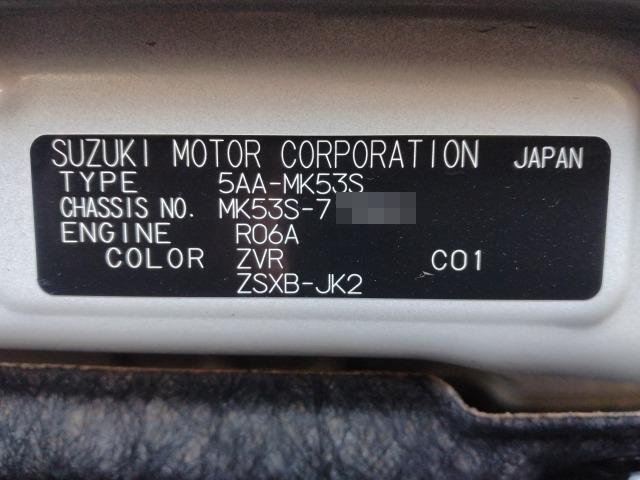 SUZUKI MOTOR CORPORATION JAPAN
TYPE 5AA-MK53S
CHASSIS NO. MK53S-7
ENGINE R06A
COLOR ZVR C01
ZSXB-JK2